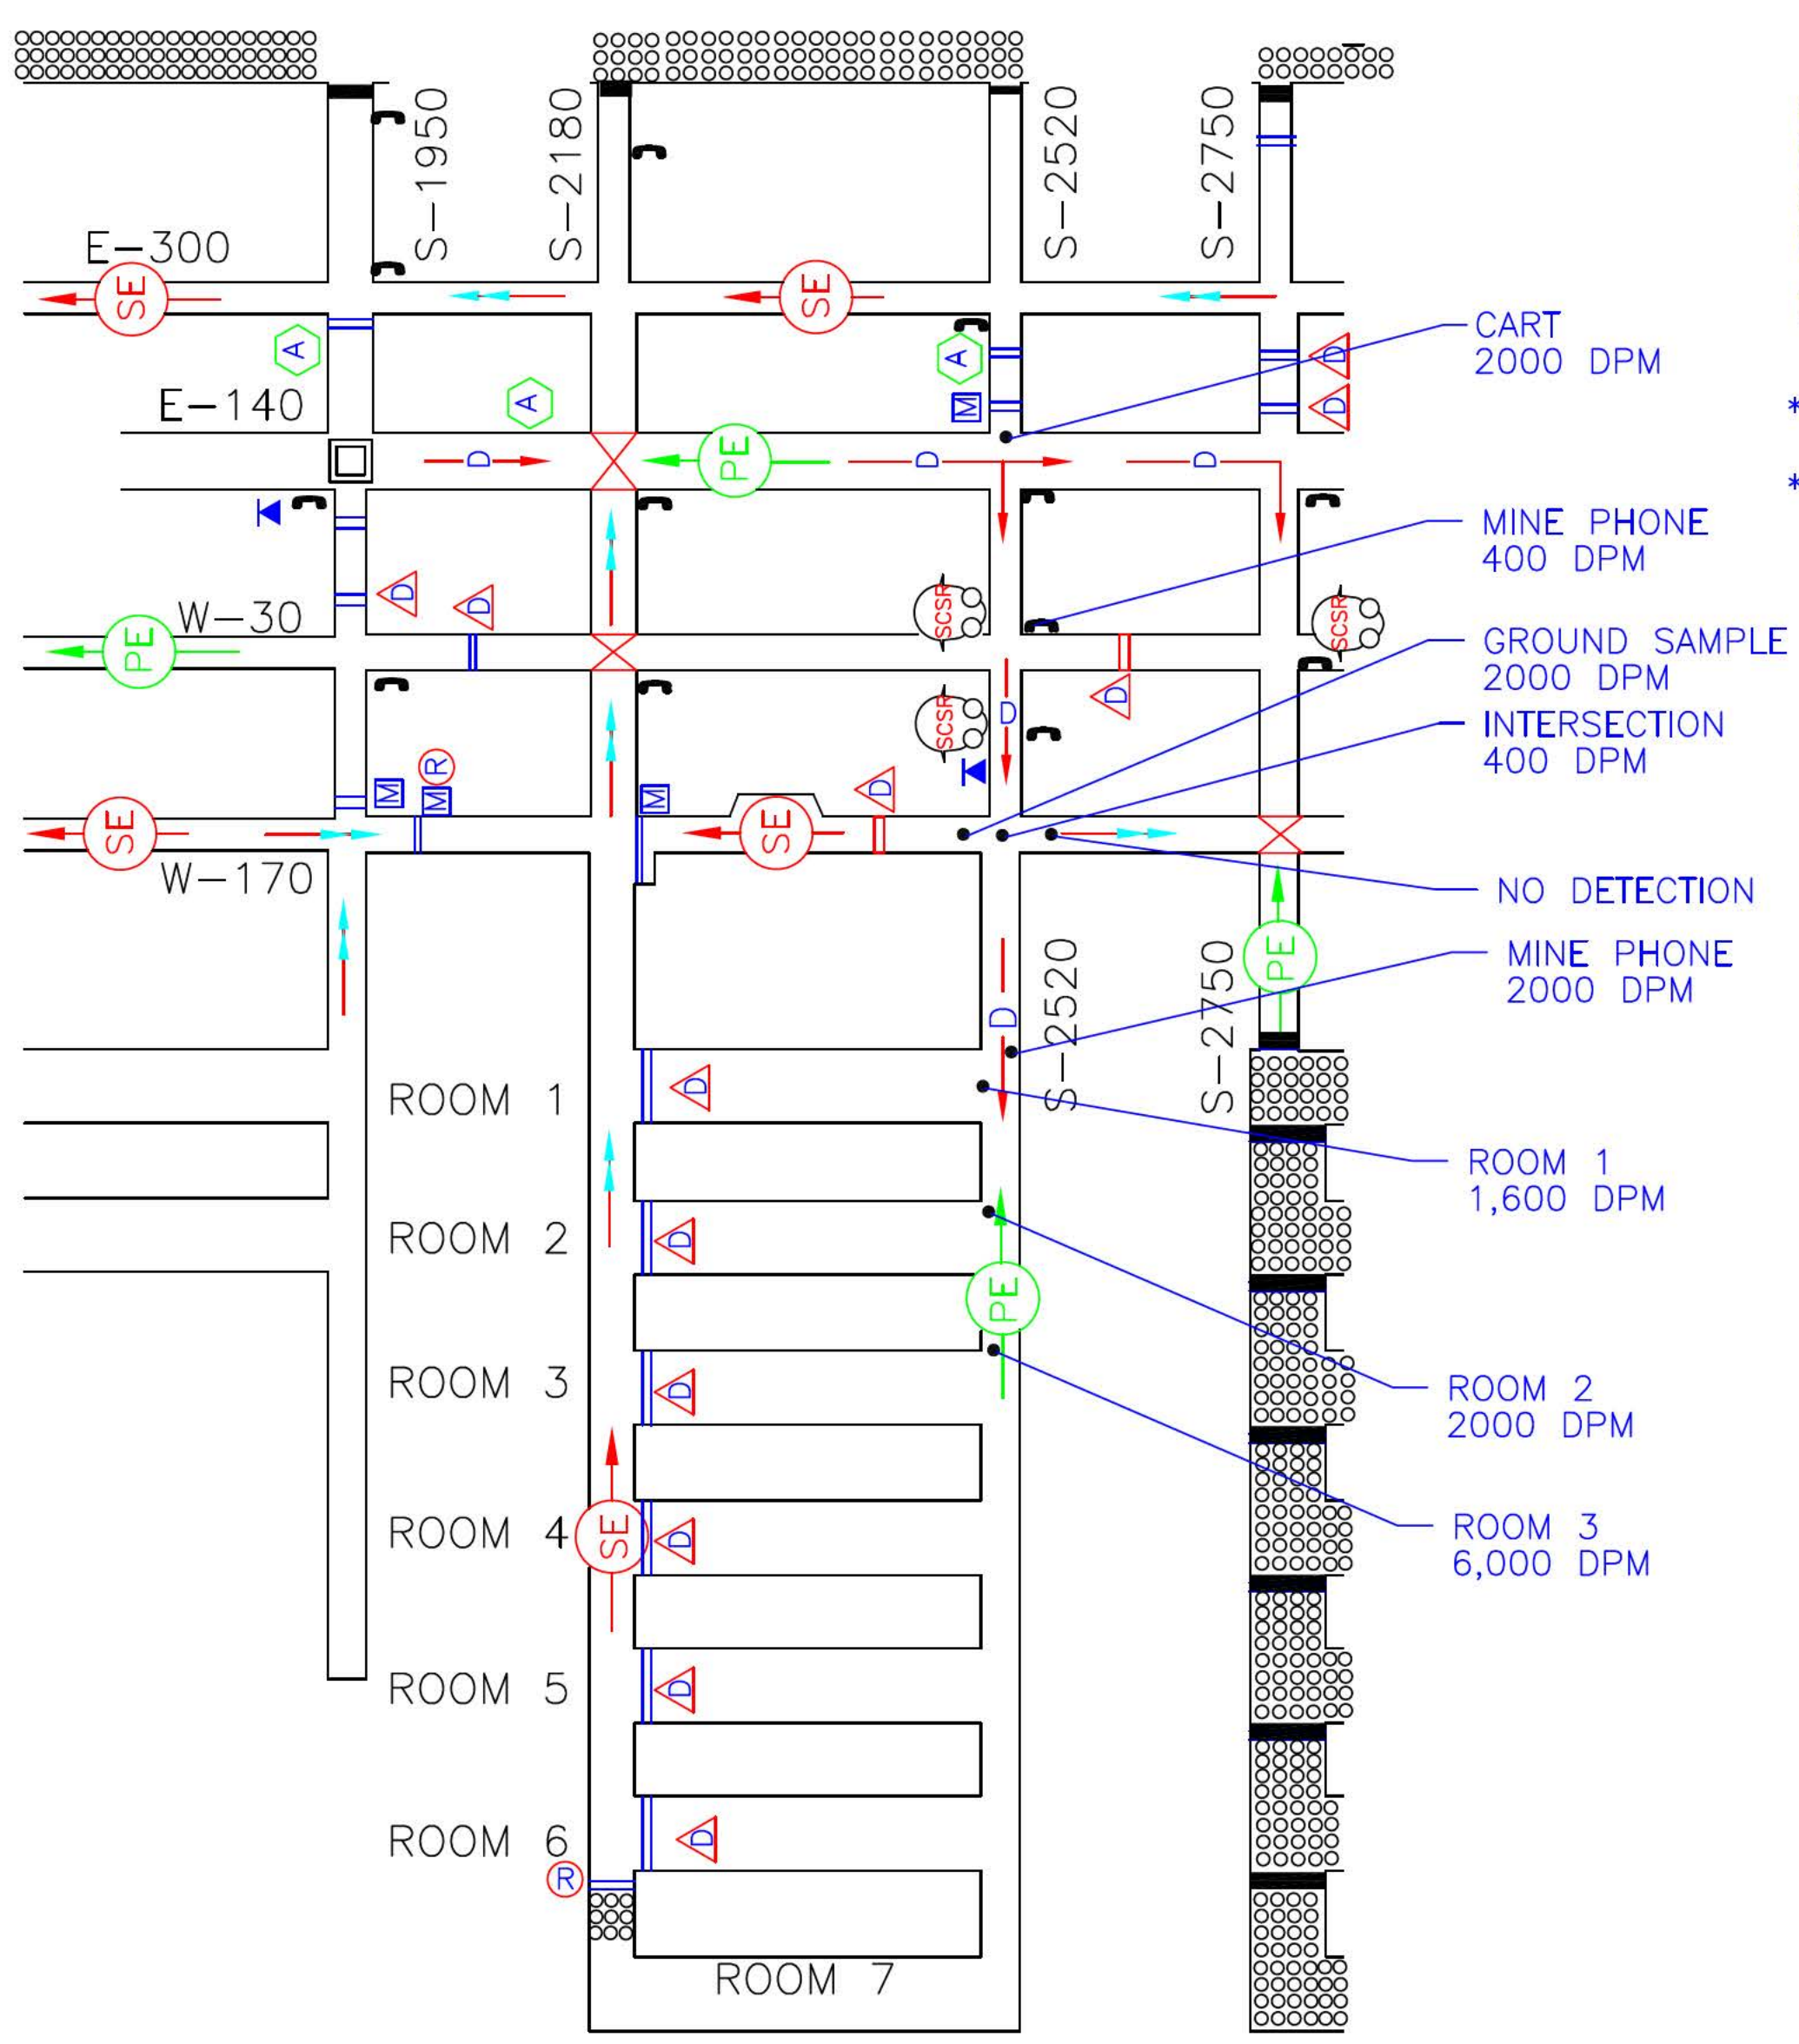 S-1950
S-2180
S-2520
S-2750
E-300
SE
SE
CART
2000 DPM
A
A
D
A
E-140
M
D
*
D
PE
D
D
*
MINE PHONE
400 DPM
D
D
SCSR
SCSR
W-30
PE
GROUND SAMPLE
2000 DPM
D
SCSR
D
INTERSECTION
400 DPM
R
M
M
M
D
SE
SE
W-170
NO DETECTION
S-2520
S-2750
PE
MINE PHONE
2000 DPM
D
ROOM 1
D
ROOM 1
1,600 DPM
ROOM 2
D
PE
ROOM 3
D
ROOM 2
2000 DPM
ROOM 4
SE
D
ROOM 3
6,000 DPM
ROOM 5
D
ROOM 6
D
R
ROOM 7